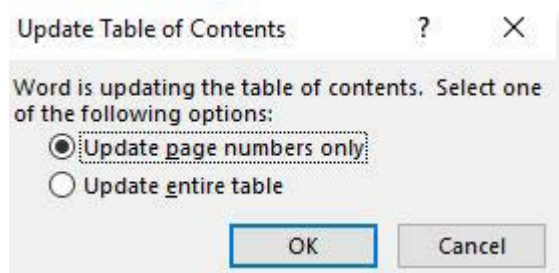 Update Table of Contents ? ×
Word is updating the table of contents. Select one
of the following options:
Update page numbers only
Update entire table
OK Cancel